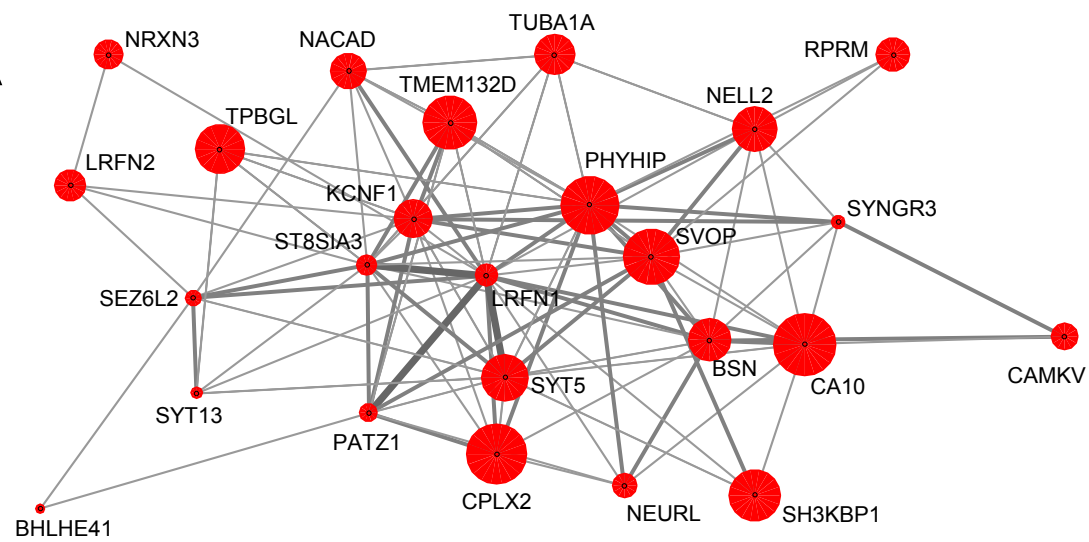 TUBA1A
NRXN3
NACAD
RPRM
TMEM132D
NELL2
TPBGL
PHYHIP
LRFN2
KCNF1
SYNGR3
ST8SIA3
SVOP
SEZ6L2
LRFN1
BSN
CAMKV
SYT5
CA10
SYT13
PATZ1
CPLX2
NEURL
SH3KBP1
BHLHE41